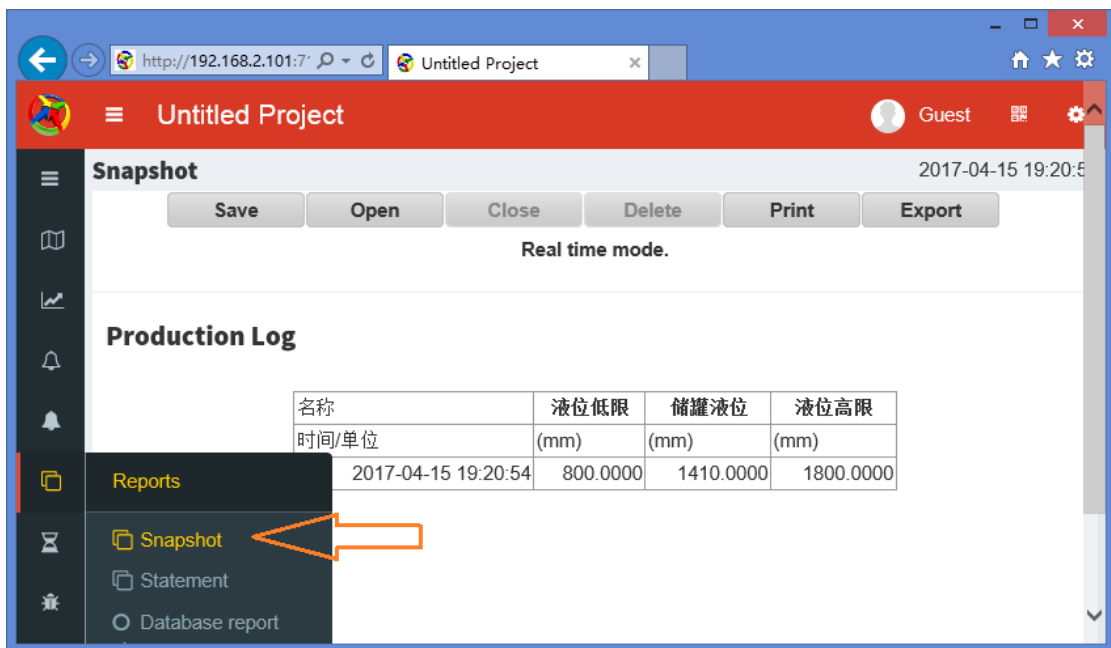 http://192.168.2.101:7
Untitled Project
Untitled Project
Guest
Snapshot
2017-04-15 19:20:5
Save Open Close Delete Print Export
Real time mode.
Production Log
名称 液位低限 储罐液位 液位高限
时间/单位 (mm) (mm) (mm)
2017-04-15 19:20:54 800.0000 1410.0000 1800.0000
Reports
Snapshot
Statement
Database report